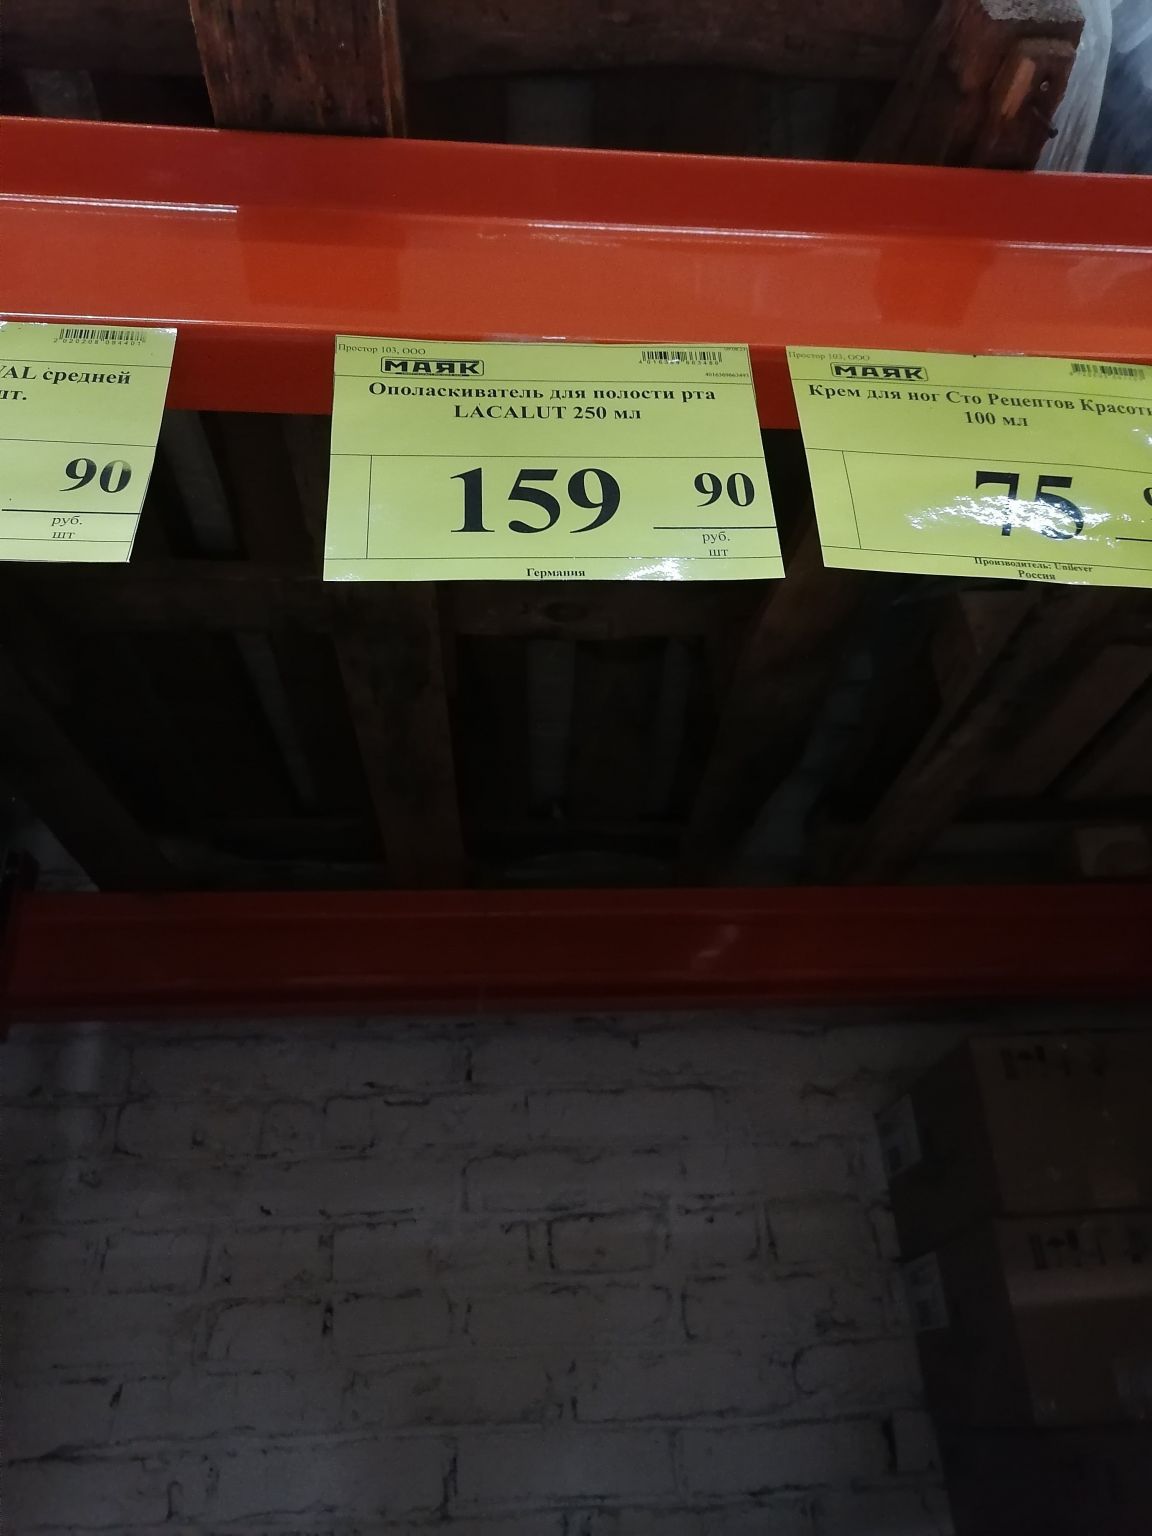 2020208084401
VAL средней
шт.
90
руб.
шт
Простор 103, ООО
МАЯК
Ополаскиватель для полости рта
LACALUT 250 мл
159 90
руб.
шт
Германия
Простор 103, ООО
МАЯК
Крем для ног Сто Рецептов Красоты
100 мл
75
Производитель: Unilever
Россия